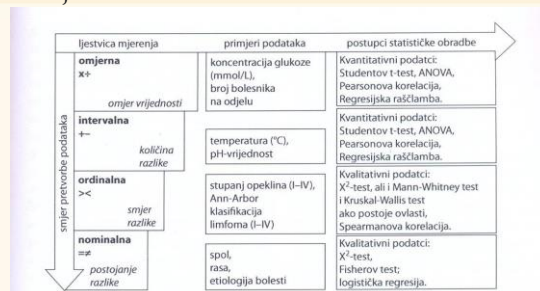 ljestvica mjerenja
primjeri podataka
postupci statističke obradbe
smjer pretvorbe podataka
omjerna
x÷
omjer vrijednosti
koncentracija glukoze
(mmol/L),
broj bolesnika
na odjelu
Kvantitativni podatci:
Studentov t-test, ANOVA,
Pearsonova korelacija,
Regresijska raščlamba.
intervalna
+−
količina
razlike
temperatura (°C),
pH-vrijednost
Kvantitativni podatci:
Studentov t-test, ANOVA,
Pearsonova korelacija,
Regresijska raščlamba.
ordinalna
><
smjer
razlike
stupanj opeklina (I–IV),
Ann-Arbor
klasifikacija
limfoma (I–IV)
Kvalitativni podatci:
X²-test, ali i Mann-Whitney test
i Kruskal-Wallis test
ako postoje ovlasti,
Spearmanova korelacija.
nominalna
=≠
postojanje
razlike
spol,
rasa,
etiologija bolesti
Kvalitativni podatci:
X²-test,
Fisherov test;
logistička regresija.